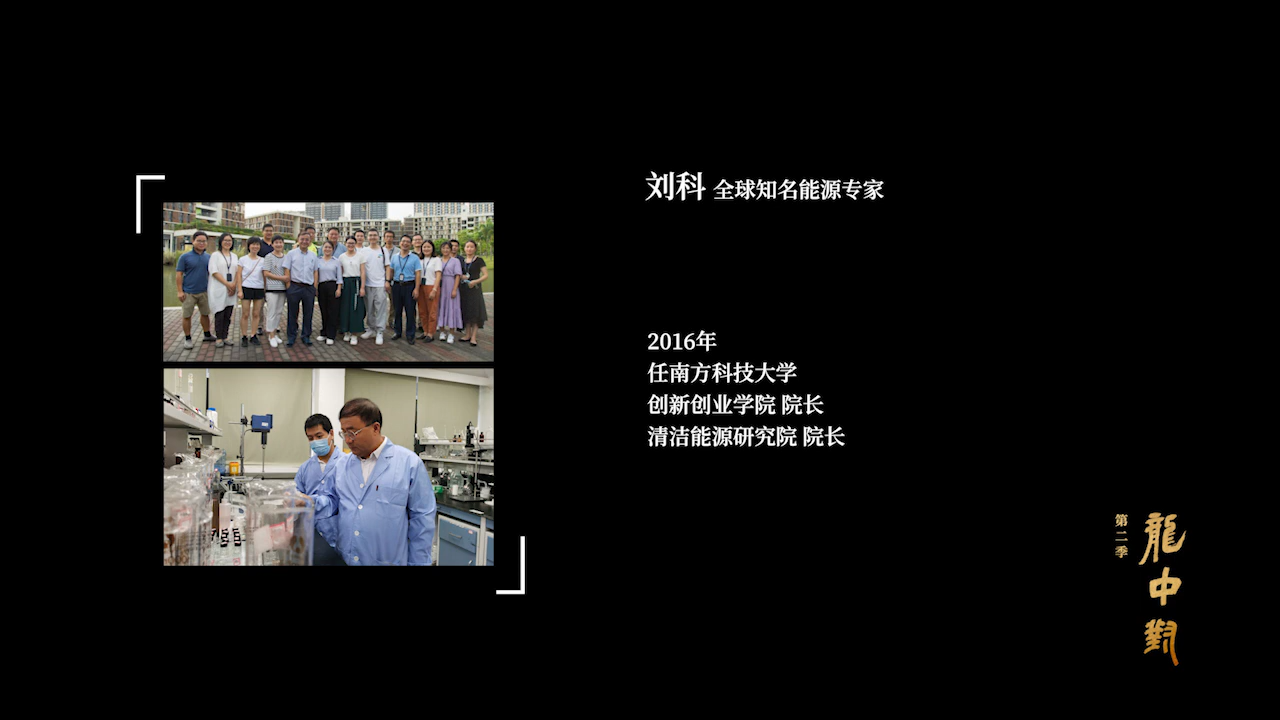 刘科 全球知名能源专家
2016年
任南方科技大学
创新创业学院 院长
清洁能源研究院 院长
第二季
龍中對